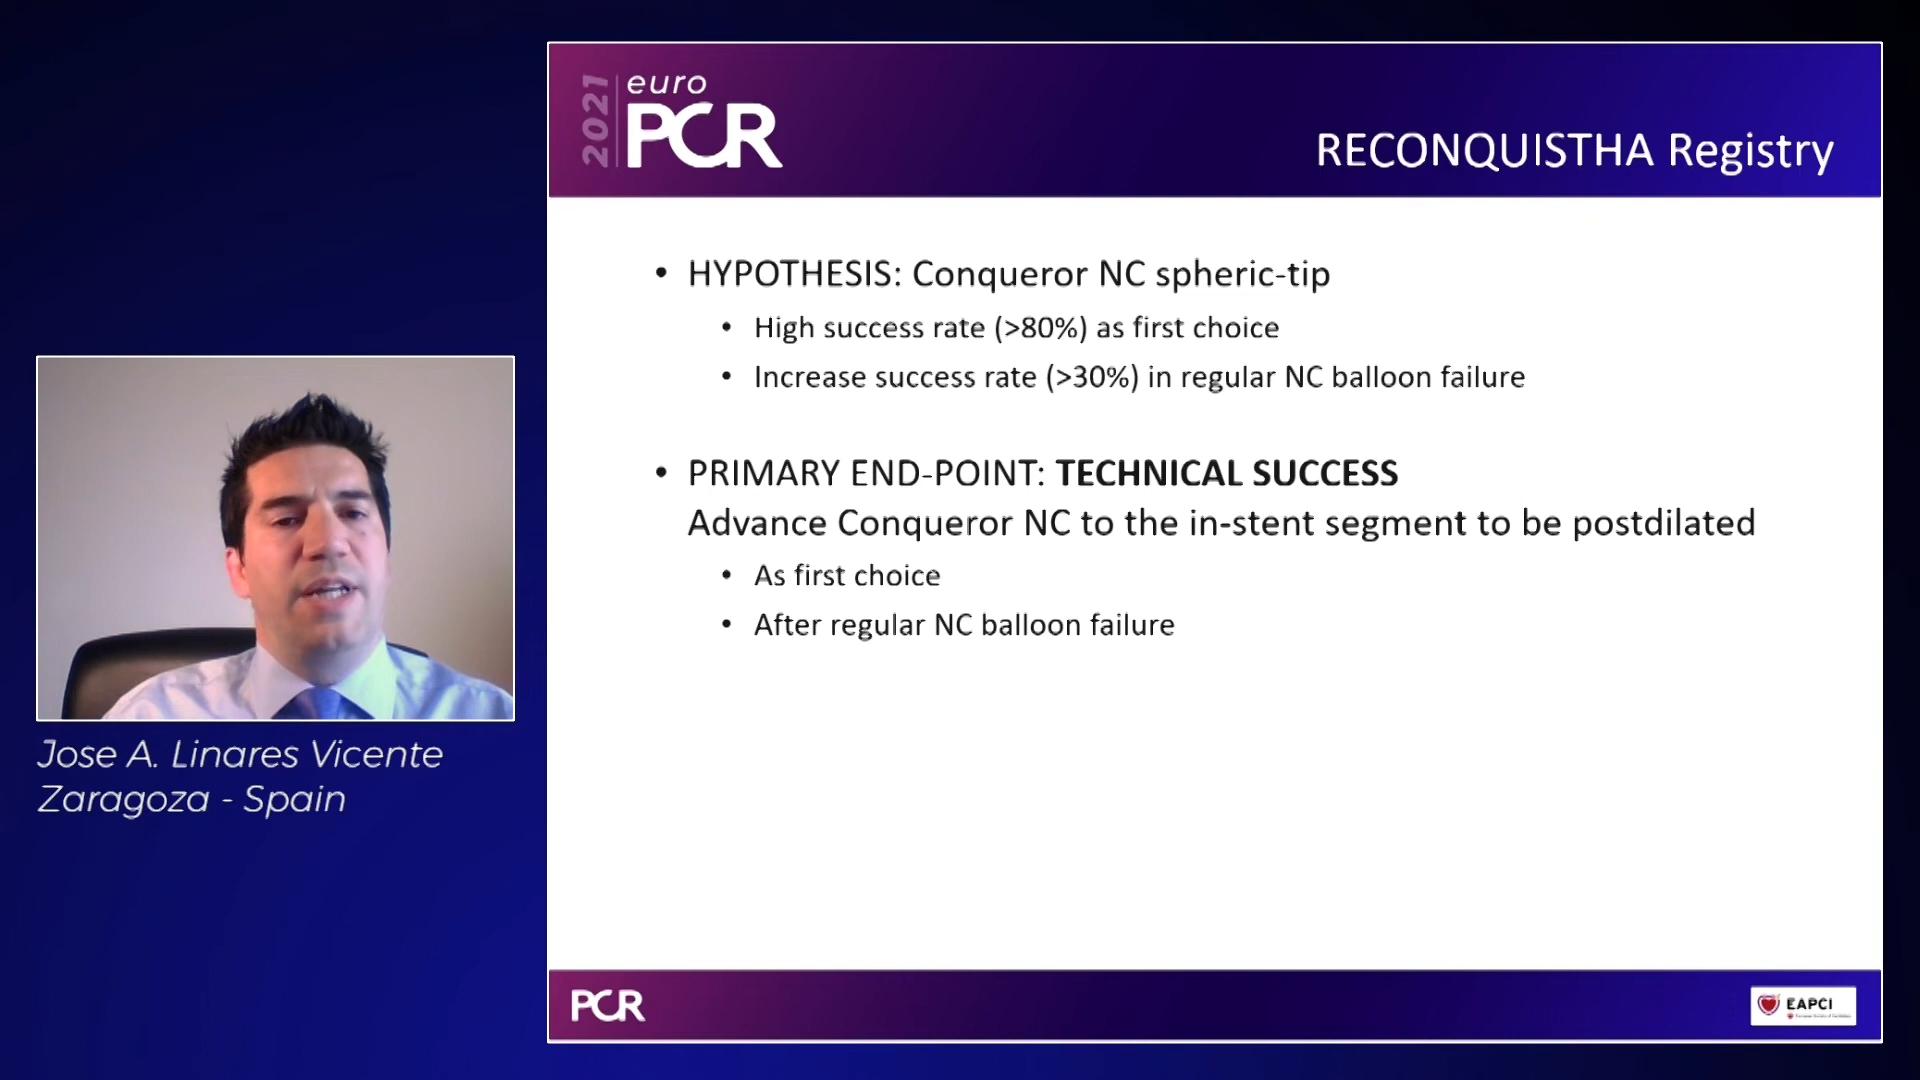 2021
euro
PCR
RECONQUISTHA Registry
• HYPOTHESIS: Conqueror NC spheric-tip
• High success rate (>80%) as first choice
• Increase success rate (>30%) in regular NC balloon failure
• PRIMARY END-POINT: TECHNICAL SUCCESS
Advance Conqueror NC to the in-stent segment to be postdilated
• As first choice
• After regular NC balloon failure
Jose A. Linares Vicente
Zaragoza - Spain
PCR
EAPCI